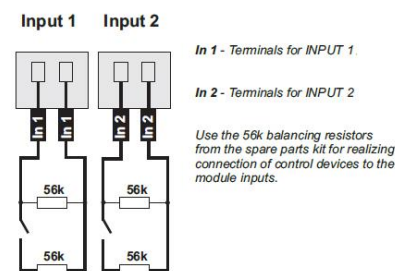 Input 1 Input 2
In 1 - Terminals for INPUT 1.
In 2 - Terminals for INPUT 2
Use the 56k balancing resistors
from the spare parts kit for realizing
connection of control devices to the
module inputs.
In 1 In 1 In 2 In 2
56k 56k
56k 56k